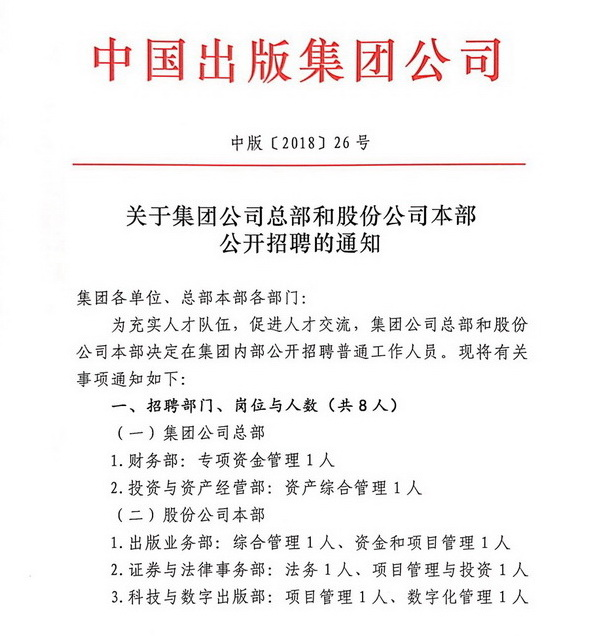 中国出版集团公司
中版〔2018〕26号
关于集团公司总部和股份公司本部
公开招聘的通知
集团各单位、总部本部各部门：
为充实人才队伍，促进人才交流，集团公司总部和股份
公司本部决定在集团内部公开招聘普通工作人员。现将有关
事项通知如下：
一、招聘部门、岗位与人数（共8人）
（一）集团公司总部
1.财务部：专项资金管理1人
2.投资与资产经营部：资产综合管理1人
（二）股份公司本部
1.出版业务部：综合管理1人、资金和项目管理1人
2.证券与法律事务部：法务1人、项目管理与投资1人
3.科技与数字出版部：项目管理1人、数字化管理1人